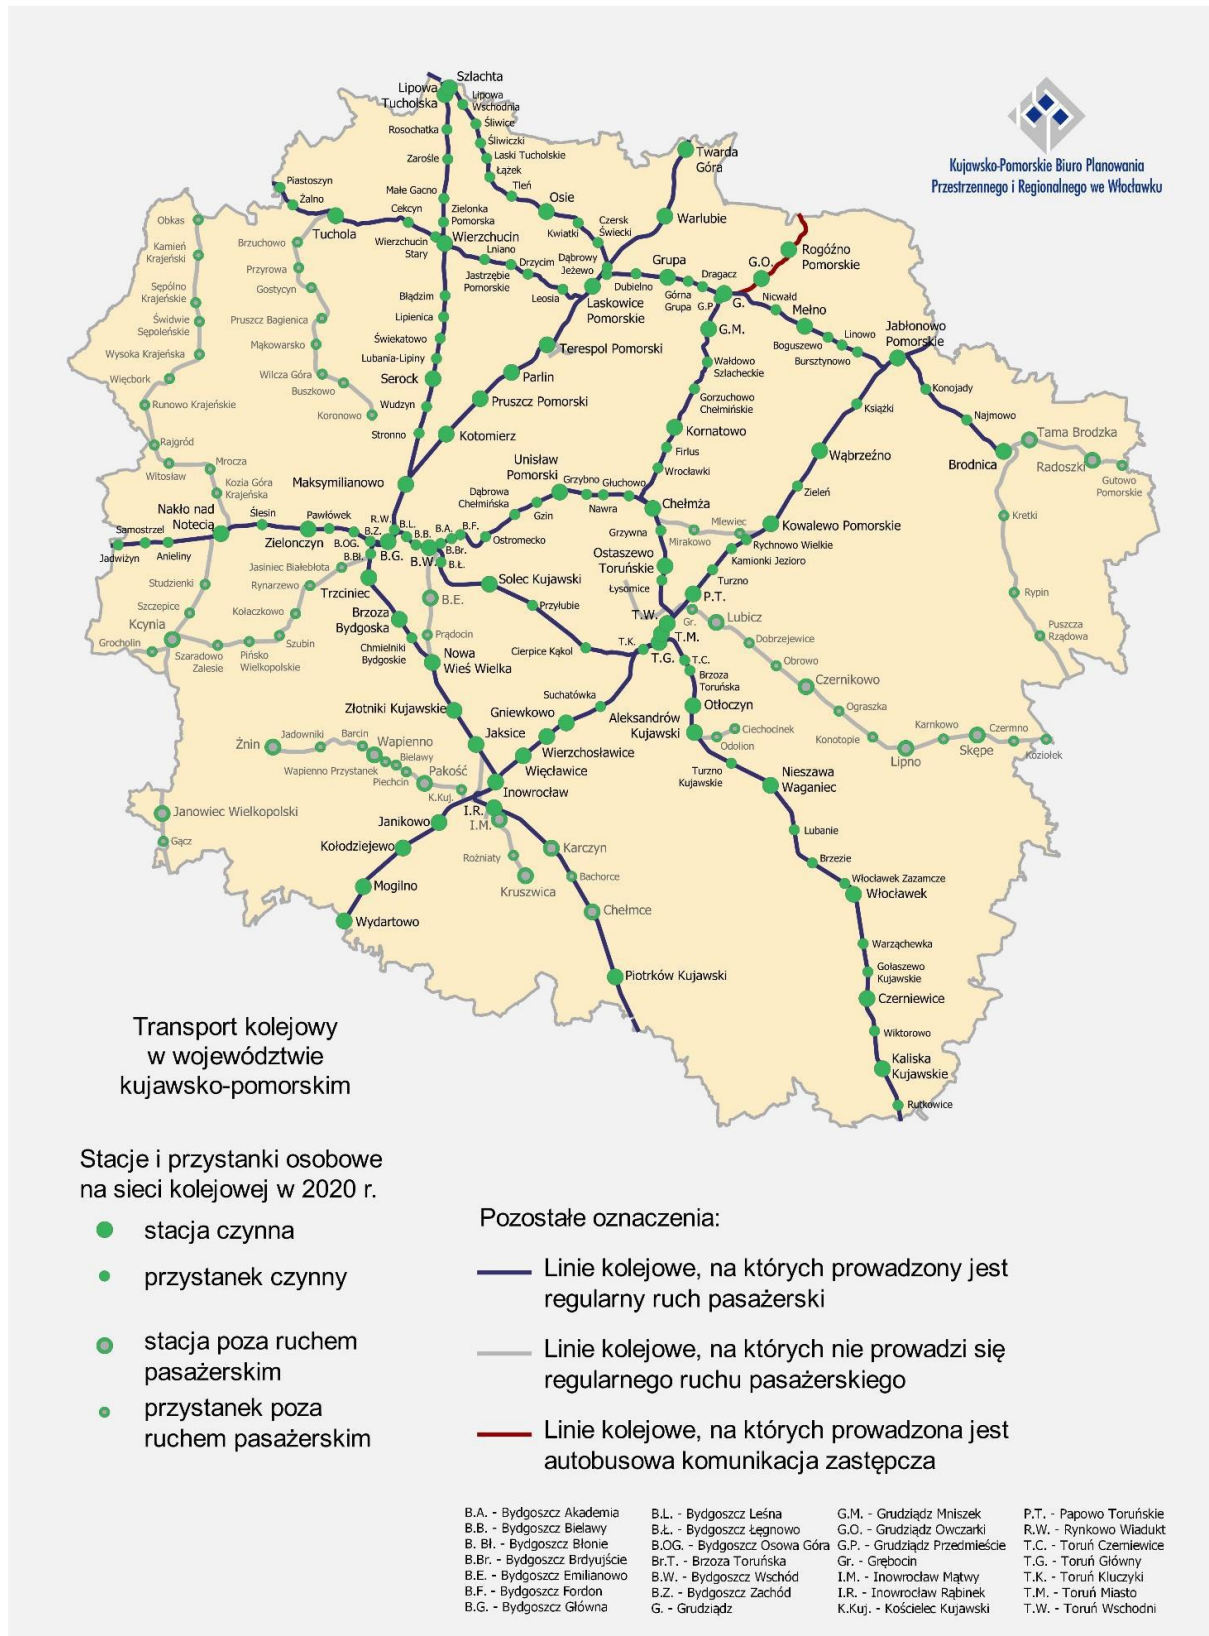 Szlachta
Lipowa
Tucholska
Lipowa
Wschodnia
Śliwice
Rosochatka
Śliwiczki
Zarośle
Laski Tucholskie
Łążek
Twarda
Góra
Kujawsko-Pomorskie Biuro Planowania
Przestrzennego i Regionalnego we Włocławku
Piastoszyn
Żalno
Małe Gacno
Tleń
Osie
Cekcyn
Zielonka
Pomorska
Czersk
Świecki
Warlubie
Obkas
Tuchola
Wierzchucin
Stary
Wierzchucin
Kwiatki
Brzuchowo
Kamień
Krajeński
Lniano
Drzycim
Dąbrowy
Jeżewo
Grupa
Dragacz
G.O.
Rogóźno
Pomorskie
Przyrowa
Gostycyn
Jastrzębie
Pomorskie
Dubielno
Sępólno
Krajeńskie
Błądzim
Leosia
Laskowice
Pomorskie
Górna
Grupa
G.P.
G.
Nicwałd
Mełno
Świdwie
Sępoleńskie
Pruszcz Bagienica
Lipienica
G.M.
Linowo
Jabłonowo
Pomorskie
Wysoka Krajeńska
Mąkowarsko
Świekatowo
Terespol Pomorski
Boguszewo
Bursztynowo
Lubania-Lipiny
Wałdowo
Szlacheckie
Więcbork
Wilcza Góra
Serock
Parlin
Buszkowo
Gorzuchowo
Chełmińskie
Konojady
Runowo Krajeńskie
Koronowo
Wudzyn
Pruszcz Pomorski
Książki
Najmowo
Rajgród
Stronno
Kotomierz
Kornatowo
Tama Brodzka
Witosław
Mrocza
Unisław
Pomorski
Firlus
Wąbrzeźno
Brodnica
Radoszki
Gutowo
Pomorskie
Kozia Góra
Krajeńska
Maksymilianowo
Dąbrowa
Chełmińska
Grzybno
Głuchowo
Wrocławki
Zieleń
Nakło nad
Notecią
Ślesin
Pawłówek
R.W.
B.L.
B.A.
B.F.
Gzin
Nawra
Chełmża
Kretki
Samostrzel
Jadwiżyn
Anieliny
Zielonczyn
B.Z.
B.OG.
B.Bł.
B.G.
B.B.
B.W.
B.Br.
B.Ł.
Ostromecko
Grzywna
Mlewiec
Mirakowo
Kowalewo Pomorskie
Rychnowo Wielkie
Jasiniec Białebłota
Ostaszewo
Toruńskie
Kamionki Jezioro
Studzienki
Rynarzewo
Trzciniec
Solec Kujawski
Łysomice
Turzno
Rypin
Szczepice
Kołaczkowo
B.E.
Przyłubie
P.T.
Kcynia
Brzoza
Bydgoska
T.W.
Gr.
Lubicz
Puszcza
Rządowa
Grocholin
Szaradowo
Zalesie
Pińsko
Wielkopolskie
Szubin
Prądocin
Chmielniki
Bydgoskie
Cierpice Kąkol
T.K.
T.M.
T.G.
T.C.
Dobrzejewice
Nowa
Wieś Wielka
Brzoza
Toruńska
Obrowo
Czernikowo
Suchatówka
Złotniki Kujawskie
Gniewkowo
Otłoczyn
Ograszka
Żnin
Jadowniki
Barcin
Wapienno
Jaksice
Wierzchosławice
Aleksandrów
Kujawski
Ciechocinek
Odolion
Konotopie
Karnkowo
Czermno
Skępe
Koziołek
Lipno
Wapienno Przystanek
Bielawy
Piechcin
Pakość
Więcławice
Turzno
Kujawskie
Nieszawa
Waganiec
K.Kuj.
Inowrocław
Janowiec Wielkopolski
I.R.
I.M.
Janikowo
Lubanie
Gącz
Kołodziejewo
Rożniaty
Karczyn
Brzezie
Mogilno
Kruszwica
Bachorce
Włocławek Zazamcze
Włocławek
Wydartowo
Chełmce
Warząchewka
Piotrków Kujawski
Gołaszewo
Kujawskie
Czerniewice
Wiktorowo
Kaliska
Kujawskie
Rutkowice
Transport kolejowy
w województwie
kujawsko-pomorskim
Stacje i przystanki osobowe
na sieci kolejowej w 2020 r.
stacja czynna
przystanek czynny
stacja poza ruchem
pasażerskim
przystanek poza
ruchem pasażerskim
Pozostałe oznaczenia:
Linie kolejowe, na których prowadzony jest
regularny ruch pasażerski
Linie kolejowe, na których nie prowadzi się
regularnego ruchu pasażerskiego
Linie kolejowe, na których prowadzona jest
autobusowa komunikacja zastępcza
B.A. - Bydgoszcz Akademia
B.B. - Bydgoszcz Bielawy
B. Bł. - Bydgoszcz Błonie
B.Br. - Bydgoszcz Brdyujście
B.E. - Bydgoszcz Emilianowo
B.F. - Bydgoszcz Fordon
B.G. - Bydgoszcz Główna
B.L. - Bydgoszcz Leśna
B.Ł. - Bydgoszcz Łęgnowo
B.OG. - Bydgoszcz Osowa Góra
Br.T. - Brzoza Toruńska
B.W. - Bydgoszcz Wschód
B.Z. - Bydgoszcz Zachód
G. - Grudziądz
G.M. - Grudziądz Mniszek
G.O. - Grudziądz Owczarki
G.P. - Grudziądz Przedmieście
Gr. - Grębocin
I.M. - Inowrocław Mątwy
I.R. - Inowrocław Rąbinek
K.Kuj. - Kościelec Kujawski
P.T. - Papowo Toruńskie
R.W. - Rynkowo Wiadukt
T.C. - Toruń Czerniewice
T.G. - Toruń Główny
T.K. - Toruń Kluczyki
T.M. - Toruń Miasto
T.W. - Toruń Wschodni